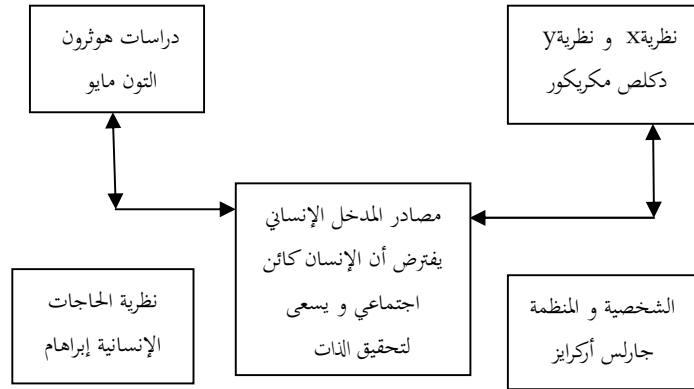 نظريةx و نظريةy
دكلص مكريكور
دراسات هوثرون
التون مايو
مصادر المدخل الإنساني
يفترض أن الإنسان كائن
اجتماعي و يسعى
لتحقيق الذات
الشخصية و المنظمة
جارلس أركرايز
نظرية الحاجات
الإنسانية إبراهام